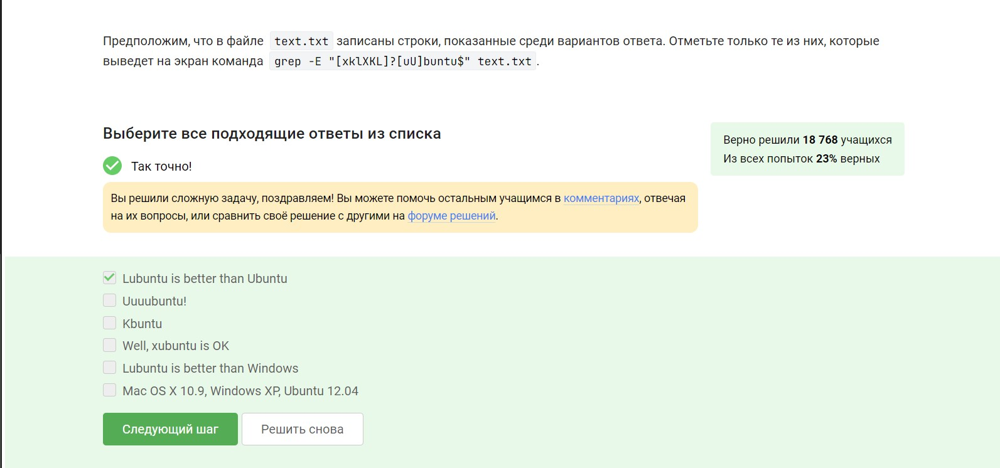 Предположим, что в файле text.txt записаны строки, показанные среди вариантов ответа. Отметьте только те из них, которые
выведет на экран команда grep -E "[xklXKL]?[uU]buntu$" text.txt.
Выберите все подходящие ответы из списка
Верно решили 18 768 учащихся
Из всех попыток 23% верных
Так точно!
Вы решили сложную задачу, поздравляем! Вы можете помочь остальным учащимся в комментариях, отвечая
на их вопросы, или сравнить своё решение с другими на форуме решений.
Lubuntu is better than Ubuntu
Uuuubuntu!
Kbuntu
Well, xubuntu is OK
Lubuntu is better than Windows
Mac OS X 10.9, Windows XP, Ubuntu 12.04
Следующий шаг
Решить снова